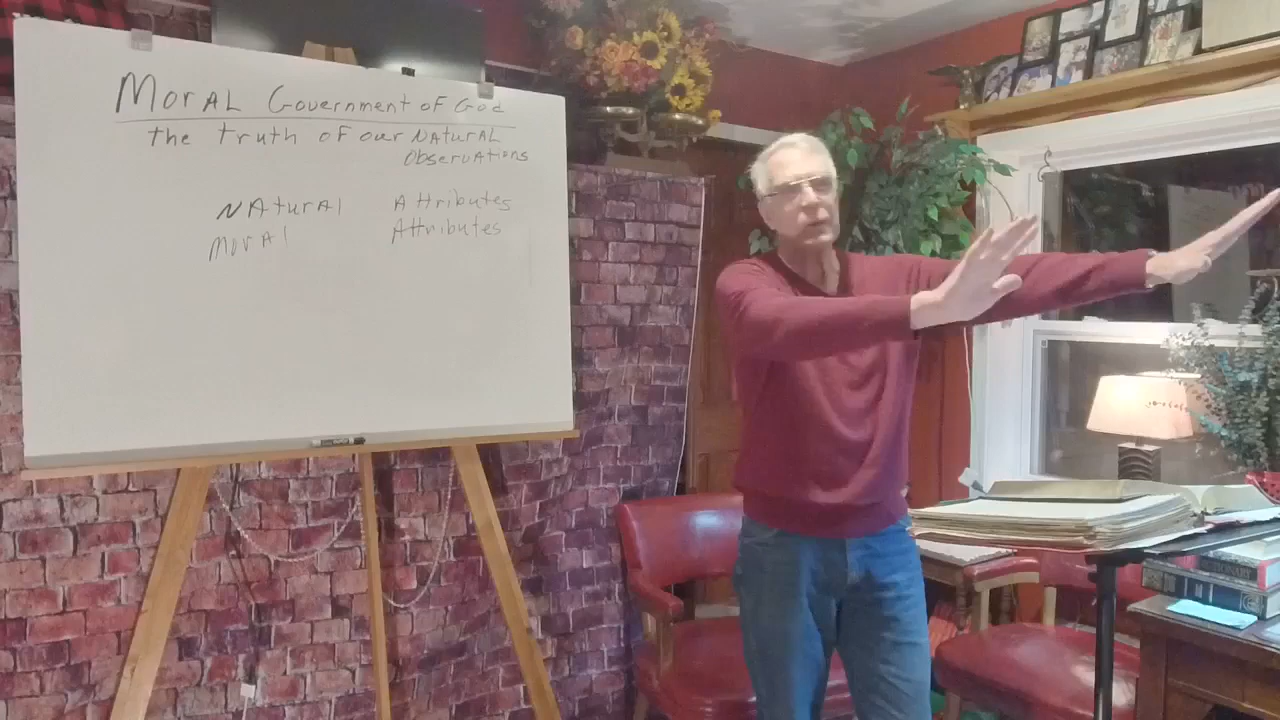 MorAL Government of God
the truth of our NATURAL
ObservATIONS
NATurAl Attributes
MorAl Attributes